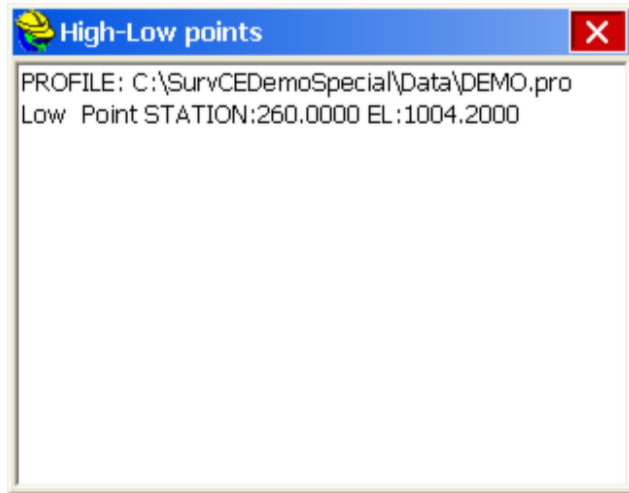 High-Low points
PROFILE: C:\SurvCEDemoSpecial\Data\DEMO.pro
Low  Point STATION:260.0000 EL:1004.2000